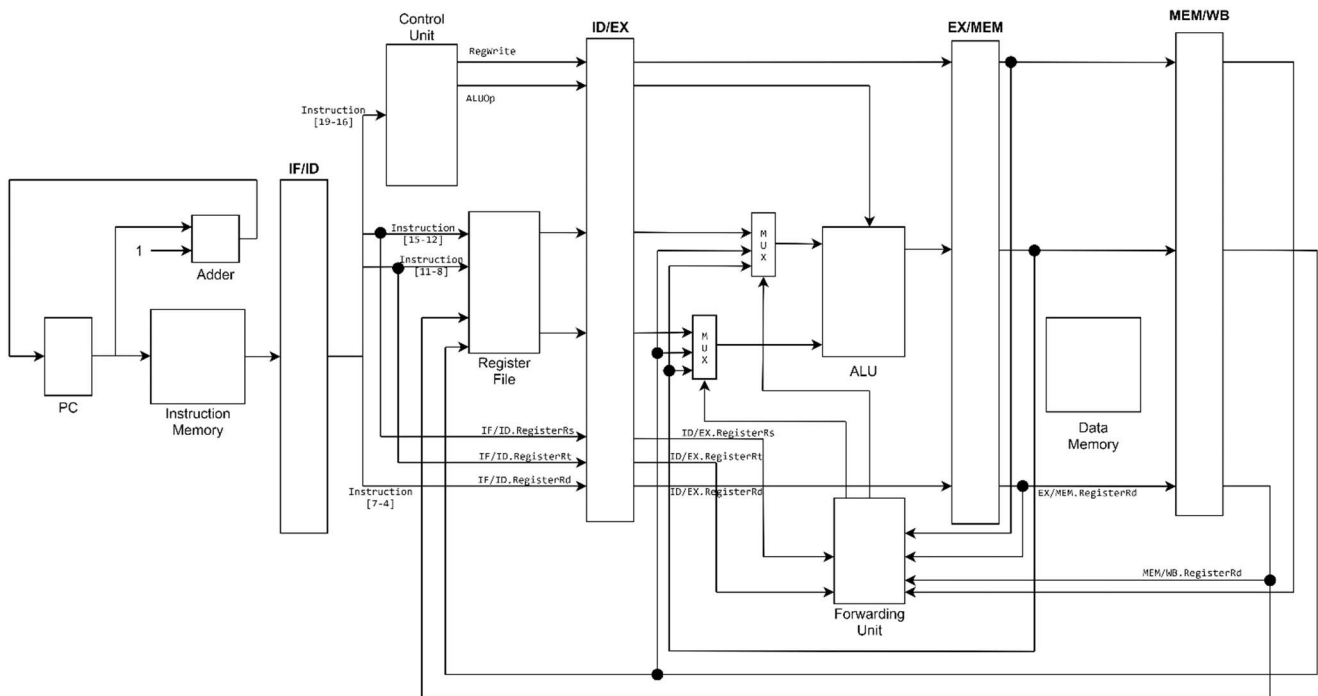 Control
Unit
ID/EX
EX/MEM
MEM/WB
RegWrite
ALUOp
Instruction
[19-16]
IF/ID
Instruction
[15-12]
Instruction
[11-8]
1
Adder
M
U
X
M
U
X
PC
Instruction
Memory
Register
File
ALU
Data
Memory
IF/ID.RegisterRs
ID/EX.RegisterRs
IF/ID.RegisterRt
ID/EX.RegisterRt
IF/ID.RegisterRd
ID/EX.RegisterRd
EX/MEM.RegisterRd
Instruction
[7-4]
MEM/WB.RegisterRd
Forwarding
Unit